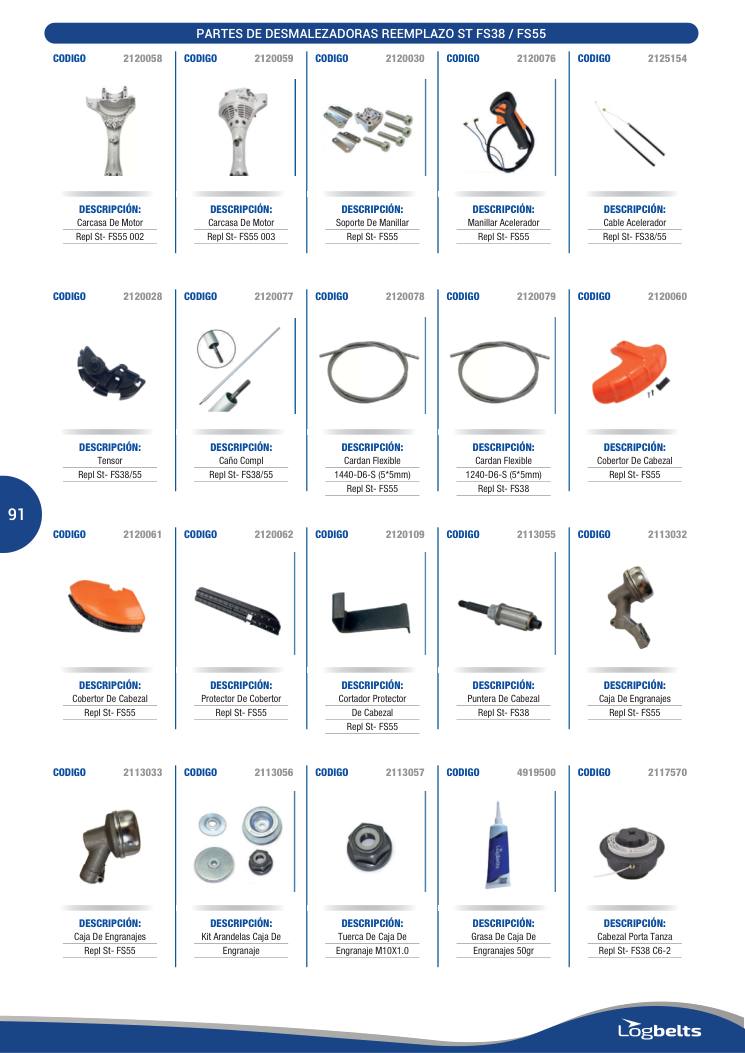 PARTES DE DESMALEZADORAS REEMPLAZO ST FS38 / FS55
CODIGO 2120058
DESCRIPCIÓN:
Carcasa De Motor
Repl St- FS55 002
CODIGO 2120059
DESCRIPCIÓN:
Carcasa De Motor
Repl St- FS55 003
CODIGO 2120030
DESCRIPCIÓN:
Soporte De Manillar
Repl St- FS55
CODIGO 2120076
DESCRIPCIÓN:
Manillar Acelerador
Repl St- FS55
CODIGO 2125154
DESCRIPCIÓN:
Cable Acelerador
Repl St- FS38/55
CODIGO 2120028
DESCRIPCIÓN:
Tensor
Repl St- FS38/55
CODIGO 2120077
DESCRIPCIÓN:
Caño Compl
Repl St- FS38/55
CODIGO 2120078
DESCRIPCIÓN:
Cardan Flexible
1440-D6-S (5*5mm)
Repl St- FS55
CODIGO 2120079
DESCRIPCIÓN:
Cardan Flexible
1240-D6-S (5*5mm)
Repl St- FS38
CODIGO 2120060
DESCRIPCIÓN:
Cobertor De Cabezal
Repl St- FS55
91
CODIGO 2120061
DESCRIPCIÓN:
Cobertor De Cabezal
Repl St- FS55
CODIGO 2120062
DESCRIPCIÓN:
Protector De Cobertor
Repl St- FS55
CODIGO 2120109
DESCRIPCIÓN:
Cortador Protector
De Cabezal
Repl St- FS55
CODIGO 2113055
DESCRIPCIÓN:
Puntera De Cabezal
Repl St- FS38
CODIGO 2113032
DESCRIPCIÓN:
Caja De Engranajes
Repl St- FS55
CODIGO 2113033
DESCRIPCIÓN:
Caja De Engranajes
Repl St- FS55
CODIGO 2113056
DESCRIPCIÓN:
Kit Arandelas Caja De
Engranaje
CODIGO 2113057
DESCRIPCIÓN:
Tuerca De Caja De
Engranaje M10X1.0
CODIGO 4919500
Logbelts
DESCRIPCIÓN:
Grasa De Caja De
Engranajes 50gr
CODIGO 2117570
DESCRIPCIÓN:
Cabezal Porta Tanza
Repl St- FS38 C6-2
Logbelts